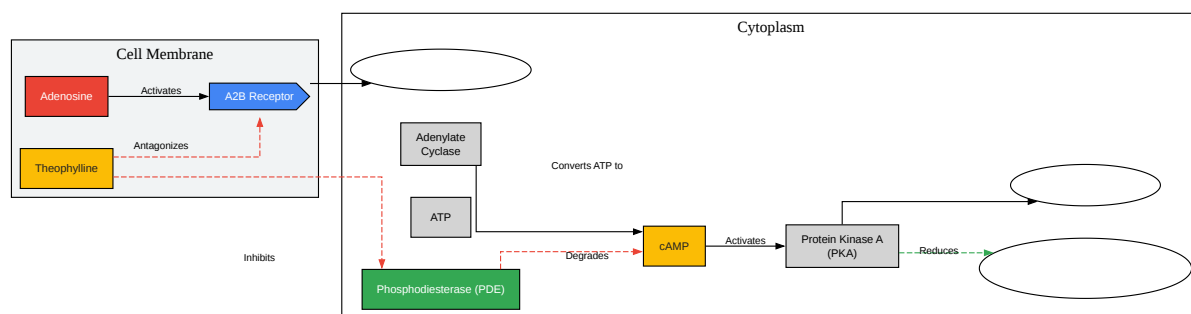 Cytoplasm
Cell Membrane
Adenosine
Activates
A2B Receptor
Antagonizes
Theophylline
Adenylate
Cyclase
Converts ATP to
ATP
Inhibits
Degrades
cAMP
Activates
Protein Kinase A
(PKA)
Reduces
Phosphodiesterase (PDE)